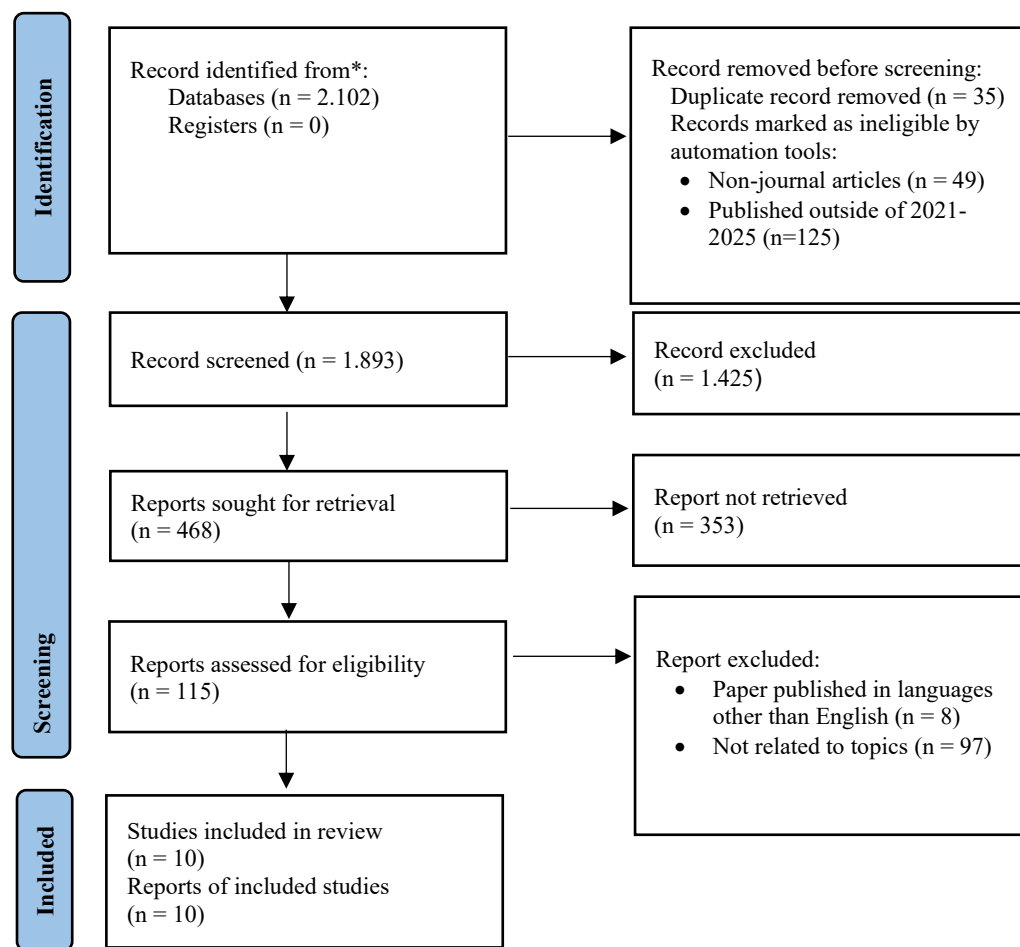 Identification
Record identified from*:
Databases (n = 2.102)
Registers (n = 0)
Record removed before screening:
Duplicate record removed (n = 35)
Records marked as ineligible by
automation tools:
• Non-journal articles (n = 49)
• Published outside of 2021-
2025 (n=125)
Screening
Record screened (n = 1.893)
Record excluded
(n = 1.425)
Reports sought for retrieval
(n = 468)
Report not retrieved
(n = 353)
Reports assessed for eligibility
(n = 115)
Report excluded:
• Paper published in languages
other than English (n = 8)
• Not related to topics (n = 97)
Included
Studies included in review
(n = 10)
Reports of included studies
(n = 10)